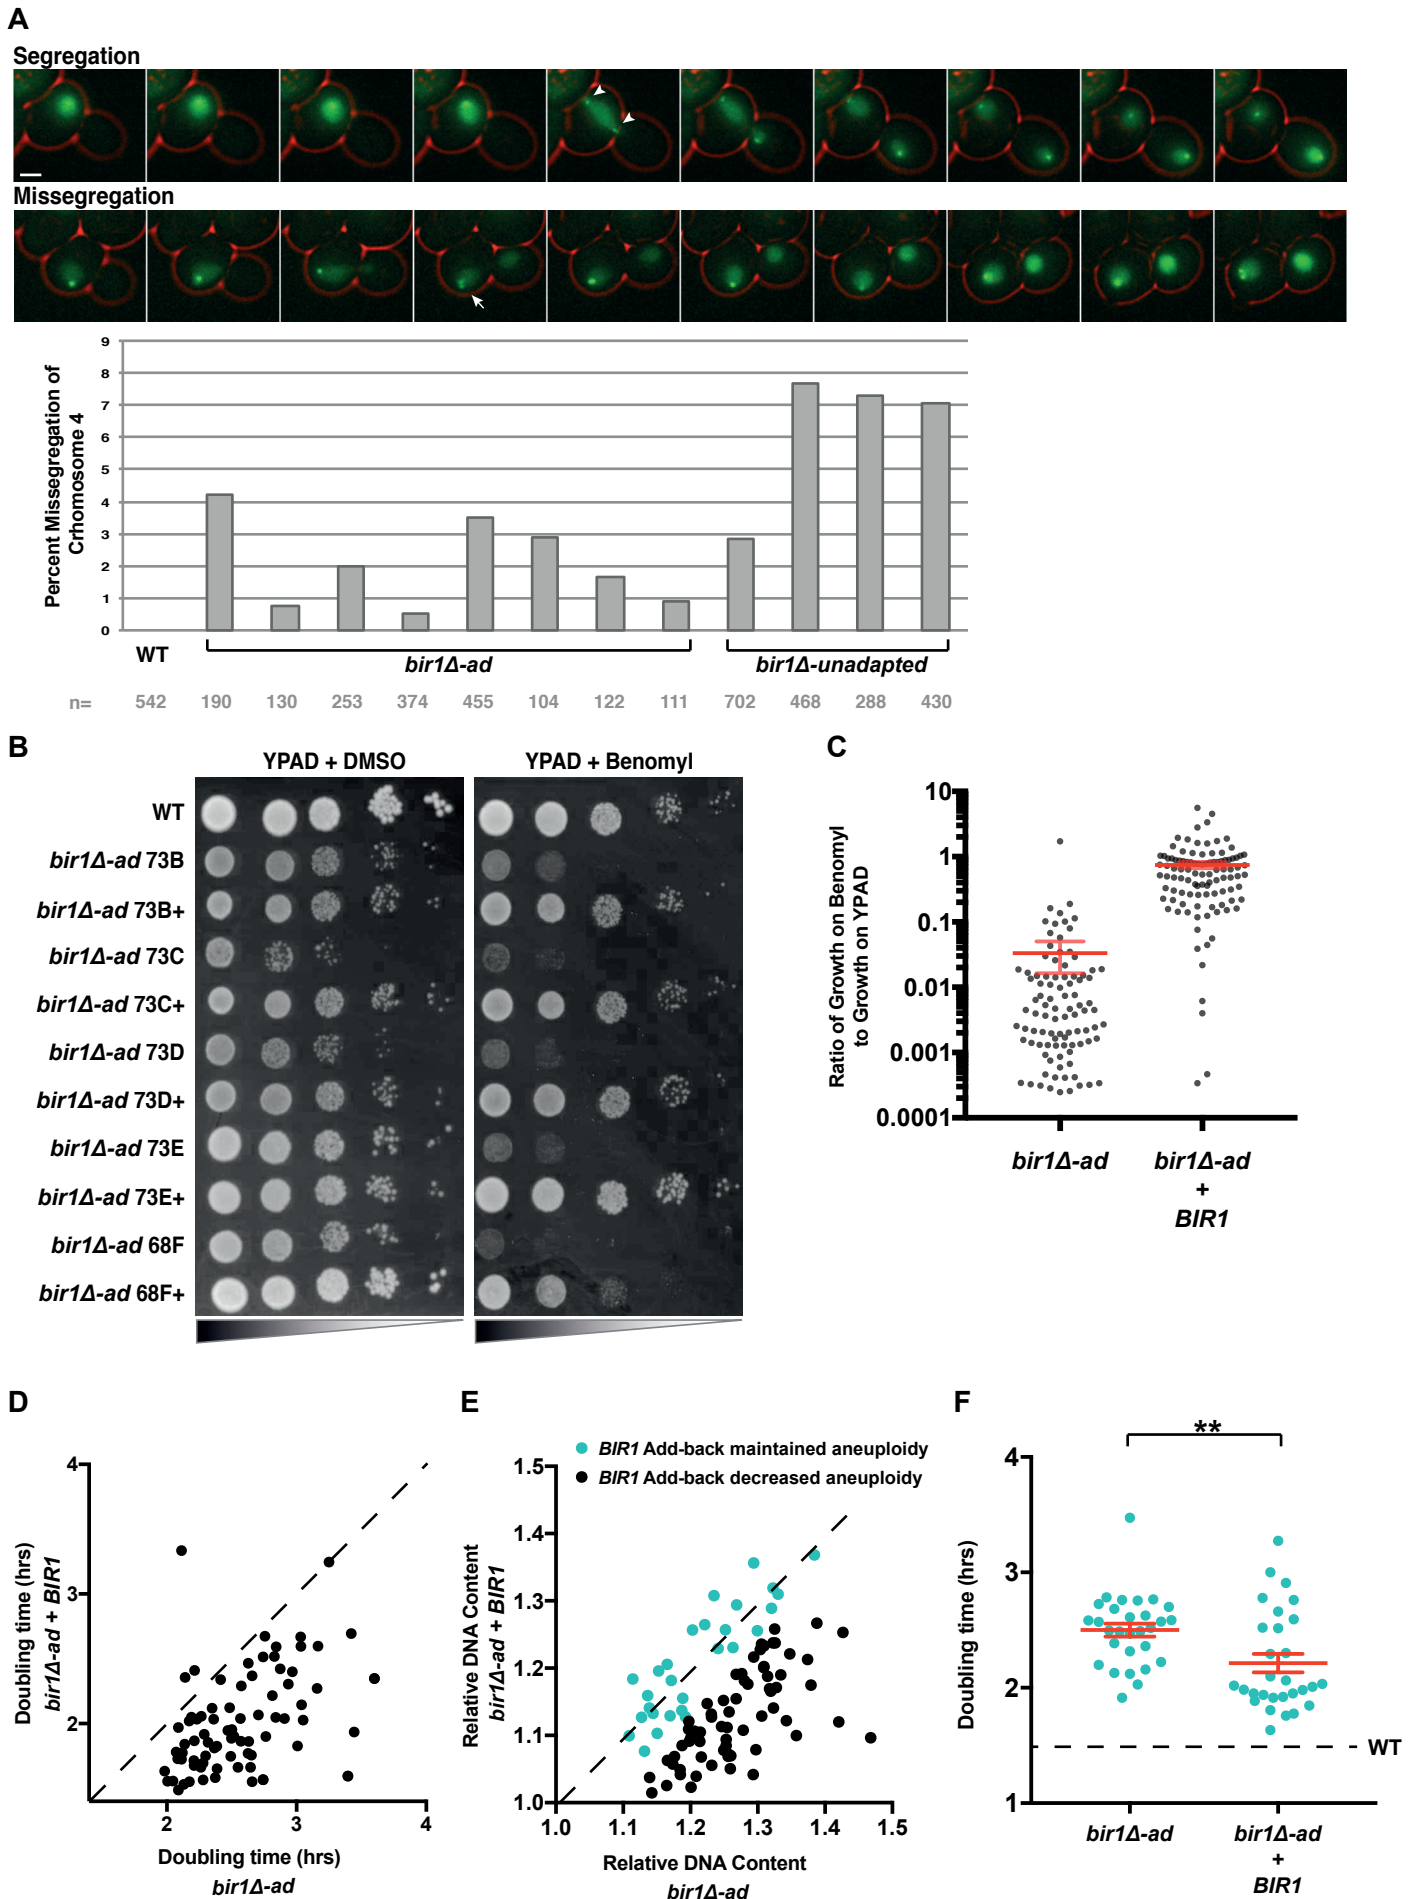 A
Segregation
Missegregation
Percent Missegregation of
Crhomosome 4
9
8
7
6
5
4
3
2
1
0
WT
bir1Δ-ad
bir1Δ-unadapted
n= 542 190 130 253 374 455 104 122 111 702 468 288 430
B
YPAD + DMSO
YPAD + Benomyl
WT
bir1Δ-ad 73B
bir1Δ-ad 73B+
bir1Δ-ad 73C
bir1Δ-ad 73C+
bir1Δ-ad 73D
bir1Δ-ad 73D+
bir1Δ-ad 73E
bir1Δ-ad 73E+
bir1Δ-ad 68F
bir1Δ-ad 68F+
C
Ratio of Growth on Benomyl
to Growth on YPAD
10
1
0.1
0.01
0.001
0.0001
bir1Δ-ad
bir1Δ-ad
+
BIR1
D
Doubling time (hrs)
bir1Δ-ad + BIR1
4
3
2
2 3 4
Doubling time (hrs)
bir1Δ-ad
E
BIR1 Add-back maintained aneuploidy
BIR1 Add-back decreased aneuploidy
Relative DNA Content
bir1Δ-ad + BIR1
1.5
1.4
1.3
1.2
1.1
1.0
1.0 1.1 1.2 1.3 1.4 1.5
Relative DNA Content
bir1Δ-ad
F
**
Doubling time (hrs)
4
3
2
1
WT
bir1Δ-ad
bir1Δ-ad
+
BIR1